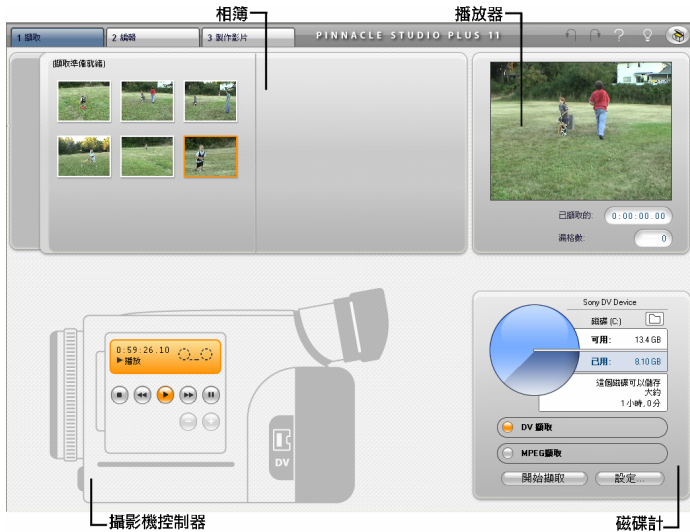 相簿
播放器
1 擷取
2 編輯
3 製作影片
PINNACLE STUDIO PLUS 11
(擷取準備就緒)
已擷取的: 0:00:00.00
漏格數: 0
0:59:26.10
播放
DV
Sony DV Device
磁碟 (C:)
可用: 13.4 GB
已用: 8.10 GB
這個磁碟可以儲存
大約
1 小時, 0 分
DV 擷取
MPEG擷取
開始擷取
設定...
攝影機控制器
磁碟計